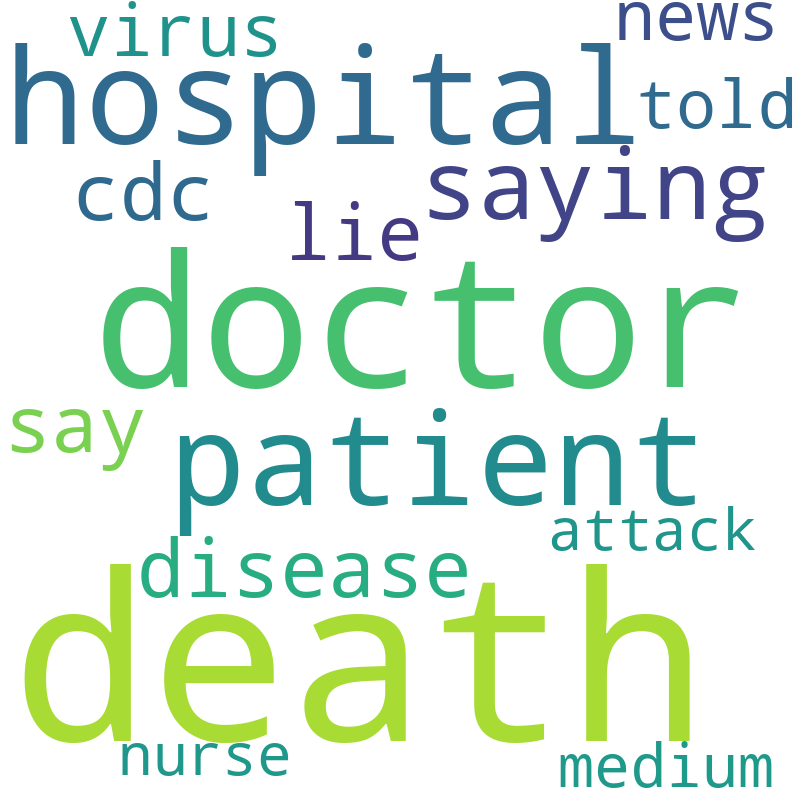 virus
news
hospital
told
cdc
saying
lie
doctor
say
patient
attack
disease
death
nurse
medium